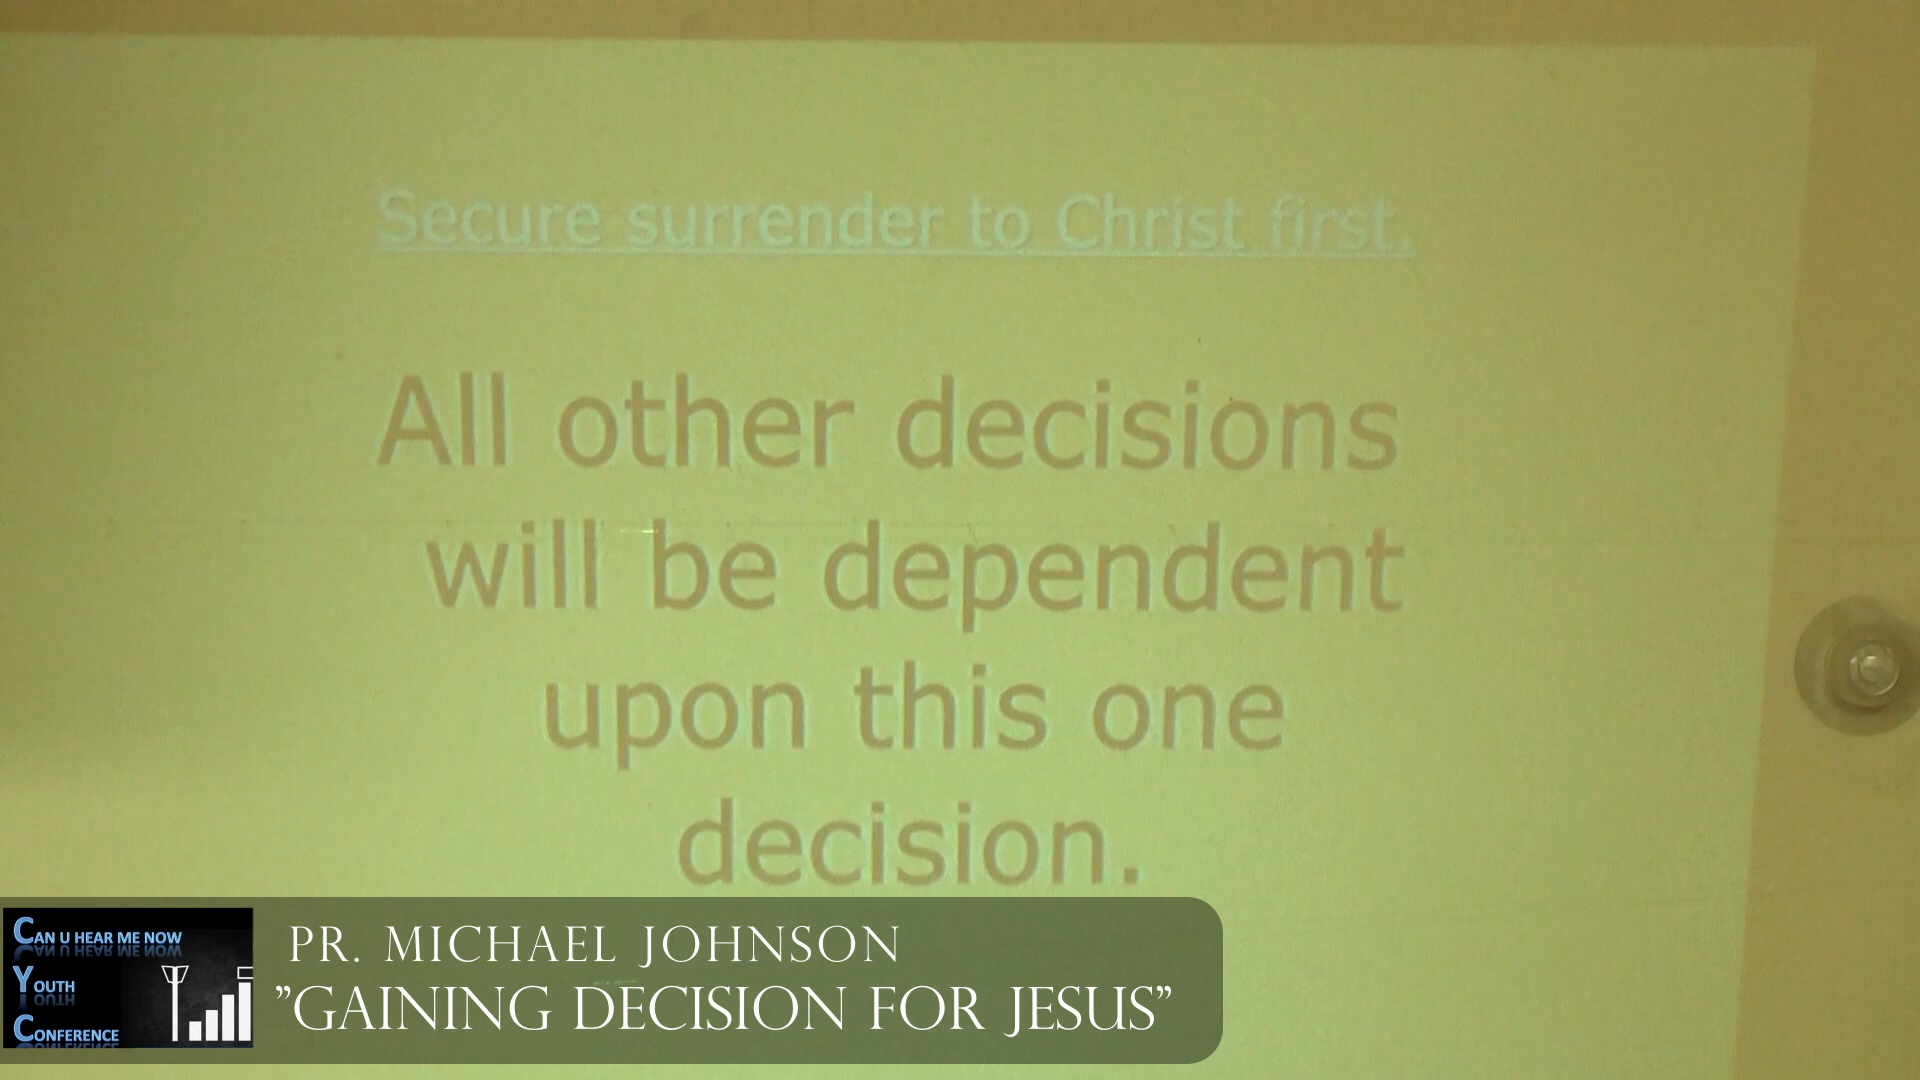 Secure surrender to Christ first.
All other decisions
will be dependent
upon this one
decision.
CAN U HEAR ME NOW
YOUTH
CONFERENCE
PR. MICHAEL JOHNSON
"GAINING DECISION FOR JESUS"